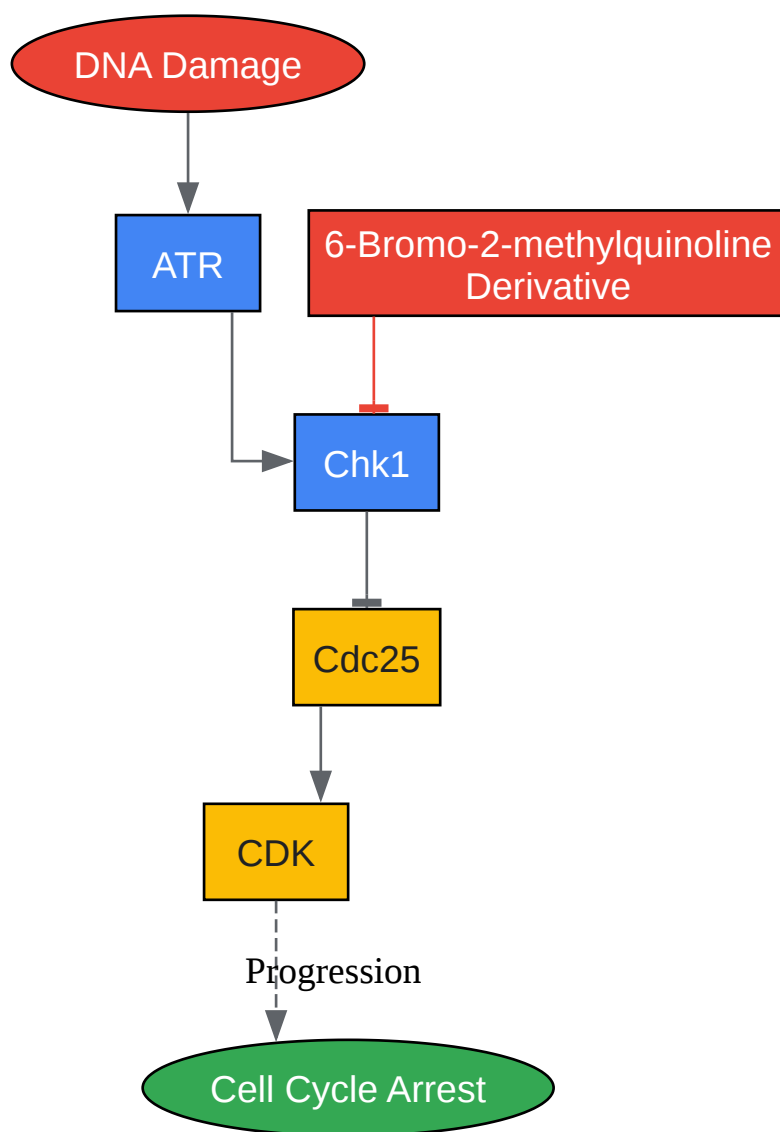 DNA Damage
ATR
6-Bromo-2-methylquinoline
Derivative
Chk1
Cdc25
CDK
Progression
Cell Cycle Arrest